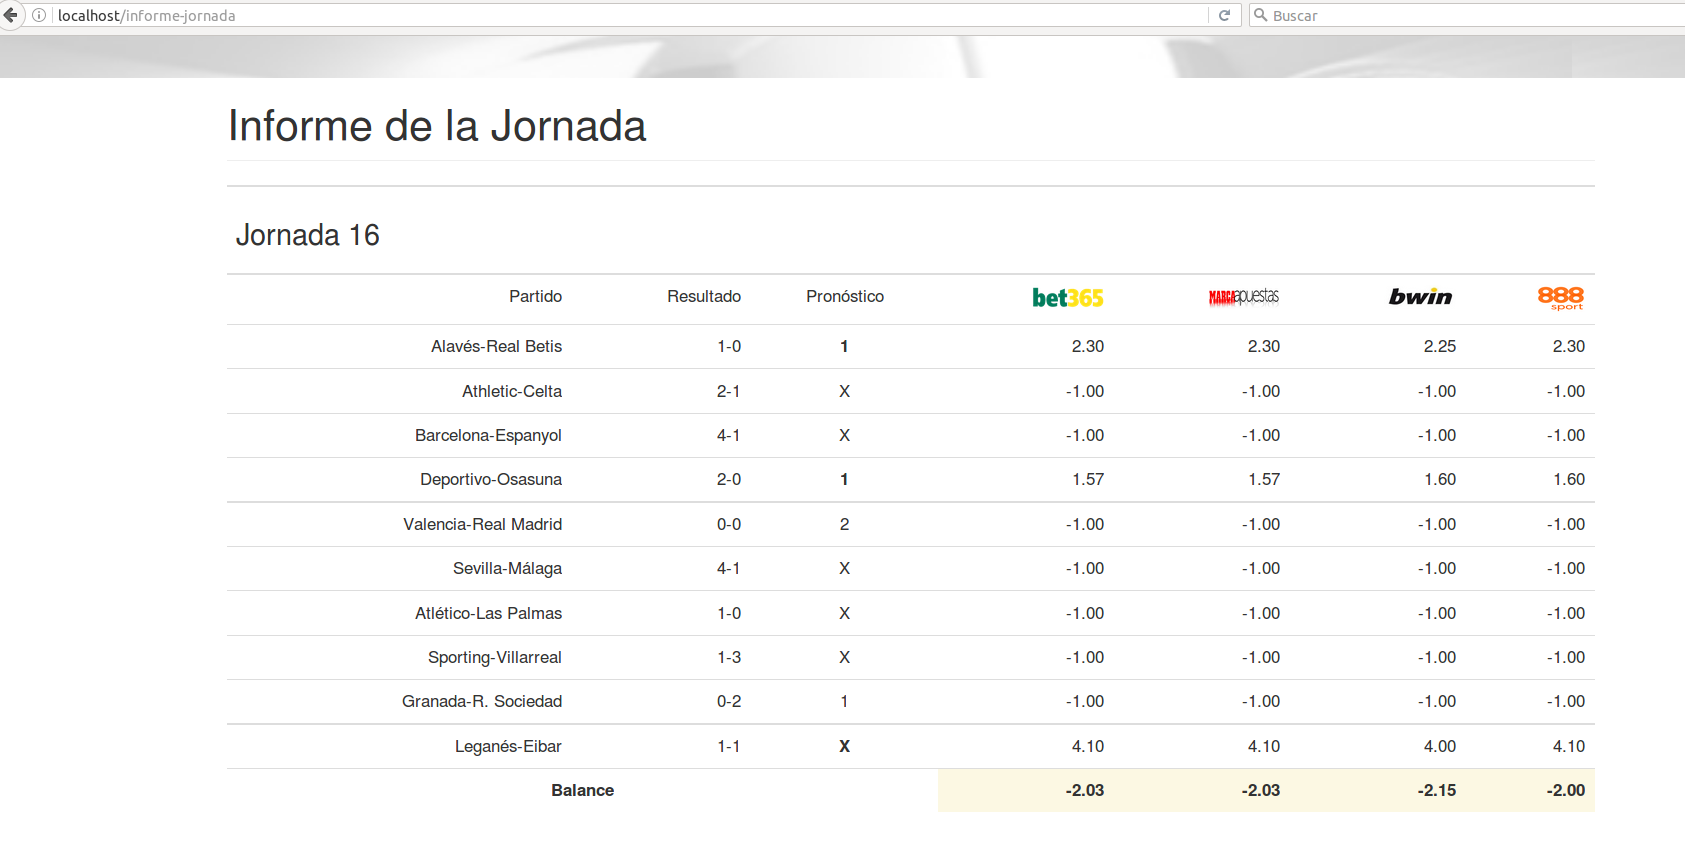 localhost/informe-jornada
Buscar
Informe de la Jornada
Jornada 16
Partido Resultado Pronóstico bet365 MARCAapuestas bwin 888 sport
Alavés-Real Betis 1-0 1 2.30 2.30 2.25 2.30
Athletic-Celta 2-1 X -1.00 -1.00 -1.00 -1.00
Barcelona-Espanyol 4-1 X -1.00 -1.00 -1.00 -1.00
Deportivo-Osasuna 2-0 1 1.57 1.57 1.60 1.60
Valencia-Real Madrid 0-0 2 -1.00 -1.00 -1.00 -1.00
Sevilla-Málaga 4-1 X -1.00 -1.00 -1.00 -1.00
Atlético-Las Palmas 1-0 X -1.00 -1.00 -1.00 -1.00
Sporting-Villarreal 1-3 X -1.00 -1.00 -1.00 -1.00
Granada-R. Sociedad 0-2 1 -1.00 -1.00 -1.00 -1.00
Leganés-Eibar 1-1 X 4.10 4.10 4.00 4.10
Balance -2.03 -2.03 -2.15 -2.00